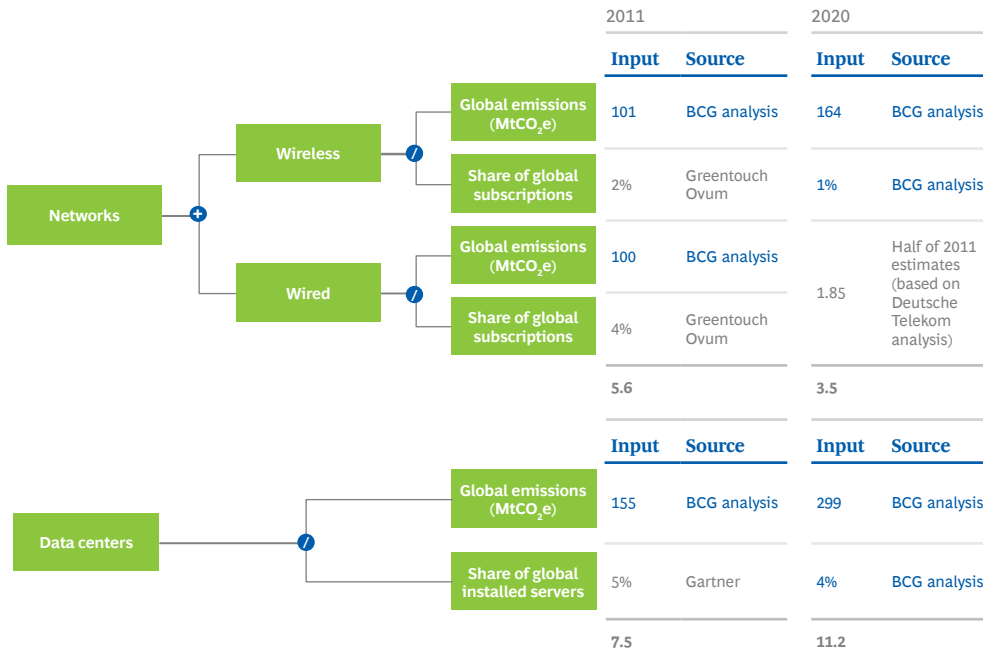 2011
2020
Input Source
Input Source
Networks
+
Wireless
/
Global emissions
(MtCO₂e)
101 BCG analysis
164 BCG analysis
Share of global
subscriptions
2% Greentouch
Ovum
1% BCG analysis
Wired
/
Global emissions
(MtCO₂e)
100 BCG analysis
Share of global
subscriptions
4% Greentouch
Ovum
1.85
Half of 2011
estimates
(based on
Deutsche
Telekom
analysis)
5.6
3.5
Input Source
Input Source
Data centers
/
Global emissions
(MtCO₂e)
155 BCG analysis
299 BCG analysis
Share of global
installed servers
5% Gartner
4% BCG analysis
7.5
11.2